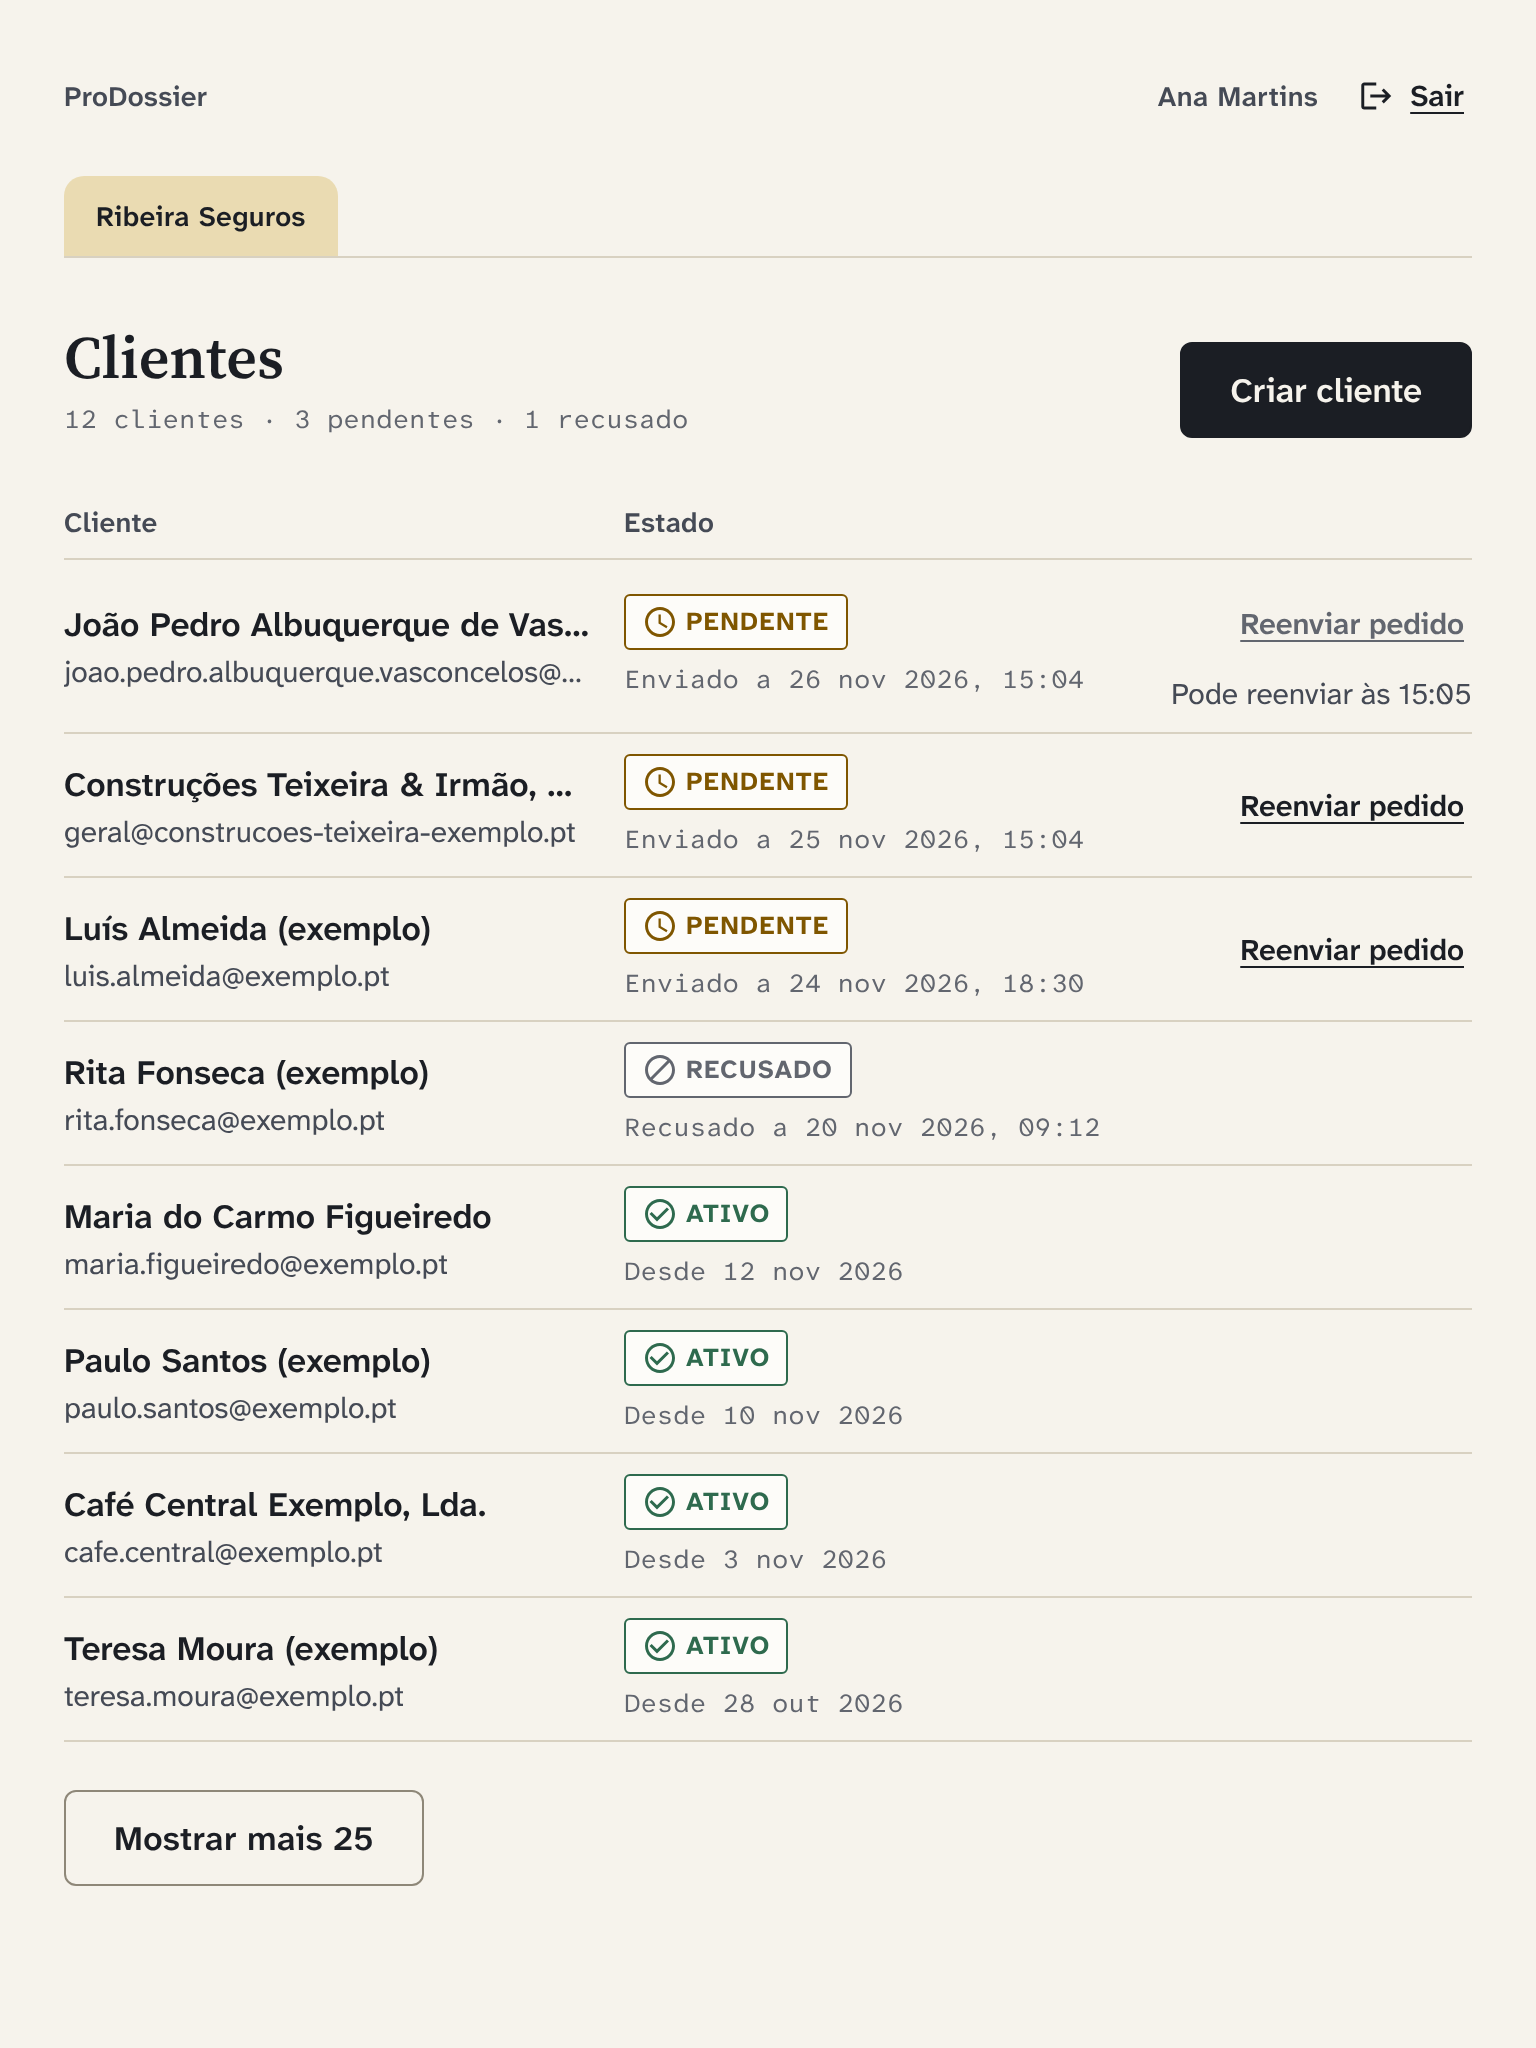 ProDossier
Ana Martins
Sair
Ribeira Seguros
Clientes
12 clientes · 3 pendentes · 1 recusado
Criar cliente
Cliente
Estado
João Pedro Albuquerque de Vas...
joao.pedro.albuquerque.vasconcelos@...
PENDENTE
Enviado a 26 nov 2026, 15:04
Reenviar pedido
Pode reenviar às 15:05
Construções Teixeira & Irmão, ...
geral@construcoes-teixeira-exemplo.pt
PENDENTE
Enviado a 25 nov 2026, 15:04
Reenviar pedido
Luís Almeida (exemplo)
luis.almeida@exemplo.pt
PENDENTE
Enviado a 24 nov 2026, 18:30
Reenviar pedido
Rita Fonseca (exemplo)
rita.fonseca@exemplo.pt
RECUSADO
Recusado a 20 nov 2026, 09:12
Maria do Carmo Figueiredo
maria.figueiredo@exemplo.pt
ATIVO
Desde 12 nov 2026
Paulo Santos (exemplo)
paulo.santos@exemplo.pt
ATIVO
Desde 10 nov 2026
Café Central Exemplo, Lda.
cafe.central@exemplo.pt
ATIVO
Desde 3 nov 2026
Teresa Moura (exemplo)
teresa.moura@exemplo.pt
ATIVO
Desde 28 out 2026
Mostrar mais 25